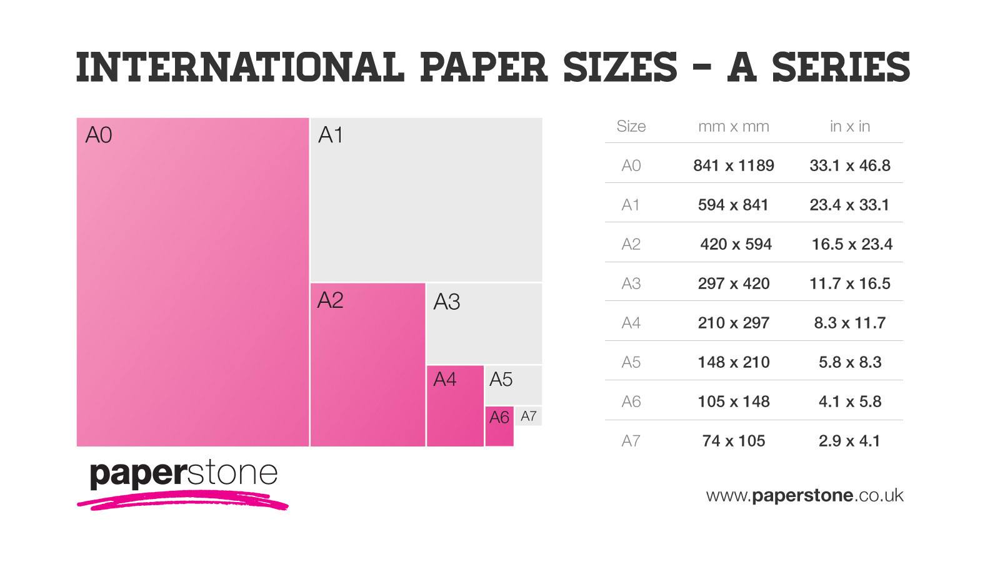 INTERNATIONAL PAPER SIZES - A SERIES
A0
A1
A2
A3
A4
A5
A6
A7
Size mm x mm in x in
A0 841 x 1189 33.1 x 46.8
A1 594 x 841 23.4 x 33.1
A2 420 x 594 16.5 x 23.4
A3 297 x 420 11.7 x 16.5
A4 210 x 297 8.3 x 11.7
A5 148 x 210 5.8 x 8.3
A6 105 x 148 4.1 x 5.8
A7 74 x 105 2.9 x 4.1
paperstone
www.paperstone.co.uk